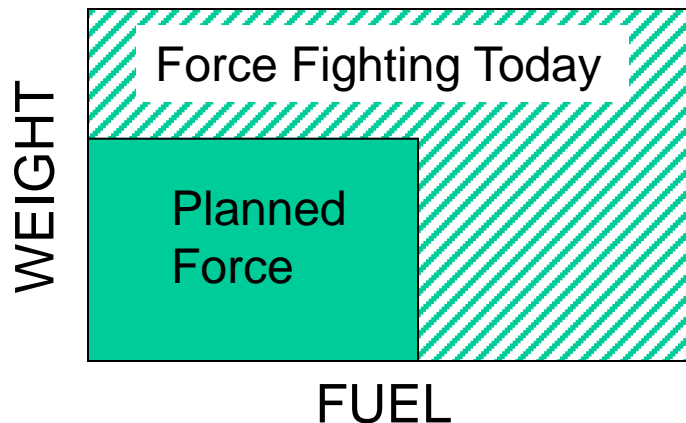 Force Fighting Today
WEIGHT
Planned
Force
FUEL